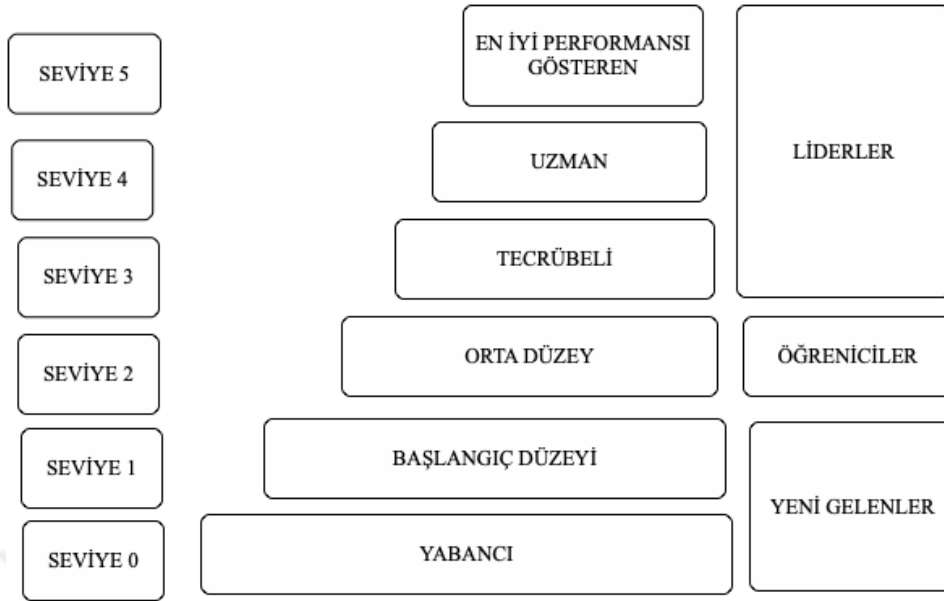 SEVİYE 5
EN İYİ PERFORMANSI
GÖSTEREN
LİDERLER
SEVİYE 4
UZMAN
SEVİYE 3
TECRÜBELİ
SEVİYE 2
ORTA DÜZEY
ÖĞRENİCİLER
SEVİYE 1
BAŞLANGIÇ DÜZEYİ
YENİ GELENLER
SEVİYE 0
YABANCI